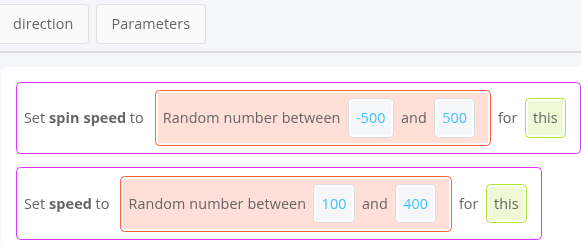 direction Parameters
Set spin speed to Random number between -500 and 500 for this
Set speed to Random number between 100 and 400 for this